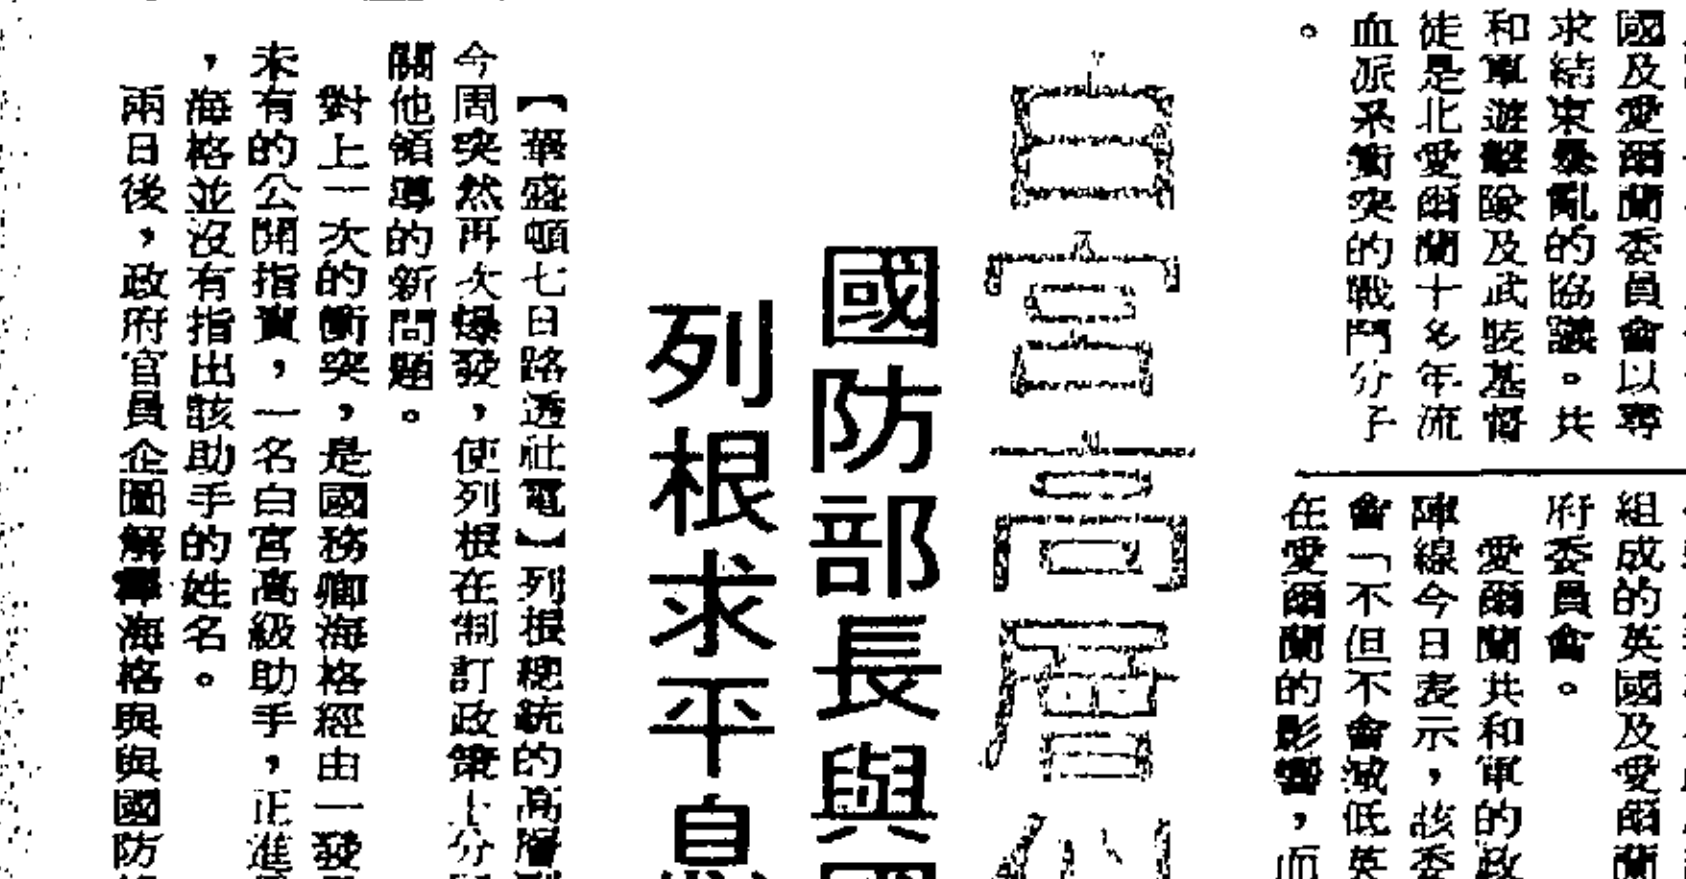 國及愛爾蘭委員會以尋
求結束暴亂的協議。共
和軍遊擊隊及武裝基督
徒是北愛爾蘭十多年流
血派系衝突的戰鬥分子
。
組成的英國及愛爾蘭
府委員會。
愛爾蘭共和軍的政
陣線今日表示，該委
會「不但不會減低英
在愛爾蘭的影響，而
白宮高層
國防部長與國
列根求平息
【華盛頓七日路透社電】列根總統的高層
今周突然再次爆發，使列根在制訂政策上分
關他領導的新問題。
對上一次的衝突，是國務卿海格經由一發
未有的公開指責，一名白宮高級助手，正進
，海格並沒有指出該助手的姓名。
兩日後，政府官員企圖解釋海格與與國防